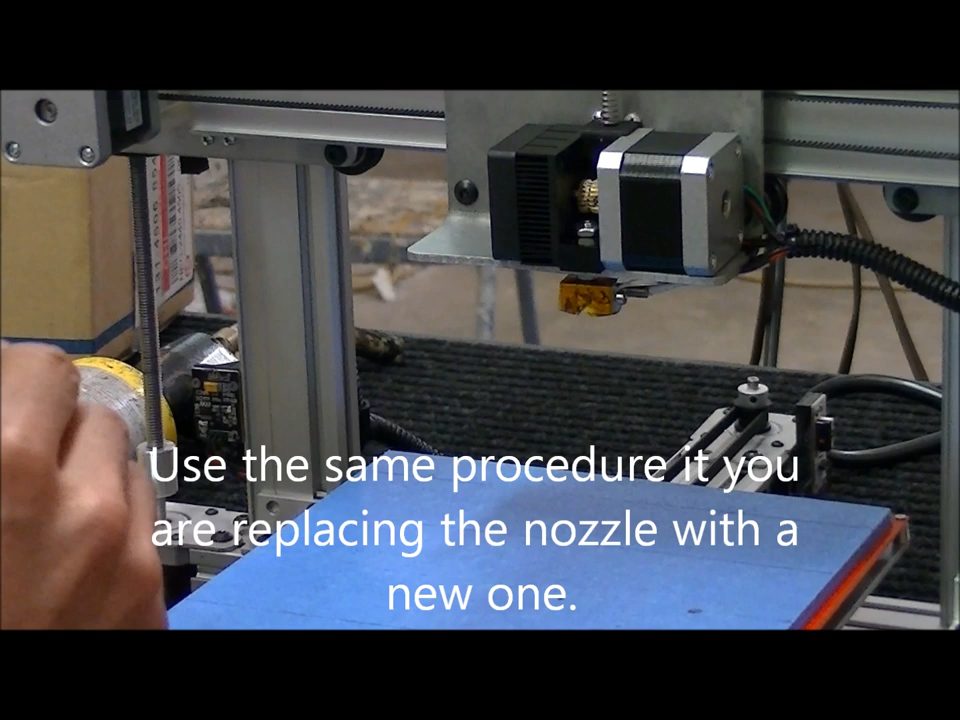 Use the same procedure it you
are replacing the nozzle with a
new one.